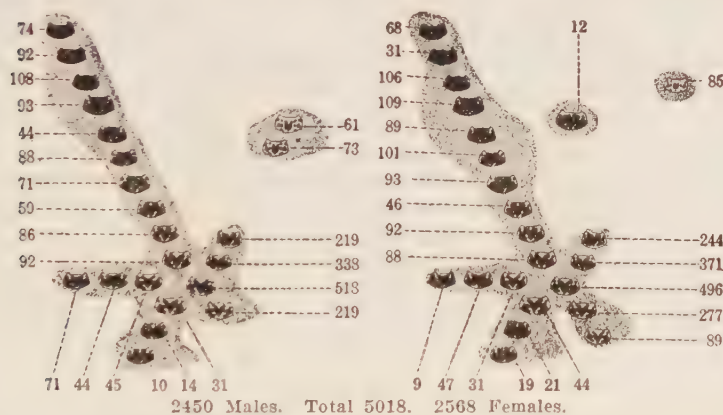 74 68 12
92 31 85
108 106
93 109
44 61 89
88 73 101
71 93
59 46
86 219 92 244
92 338 88 371
518 496
219 277
89
71 44 45 10 14 31 9 47 31 19 21 44
2450 Males. Total 5018. 2568 Females.